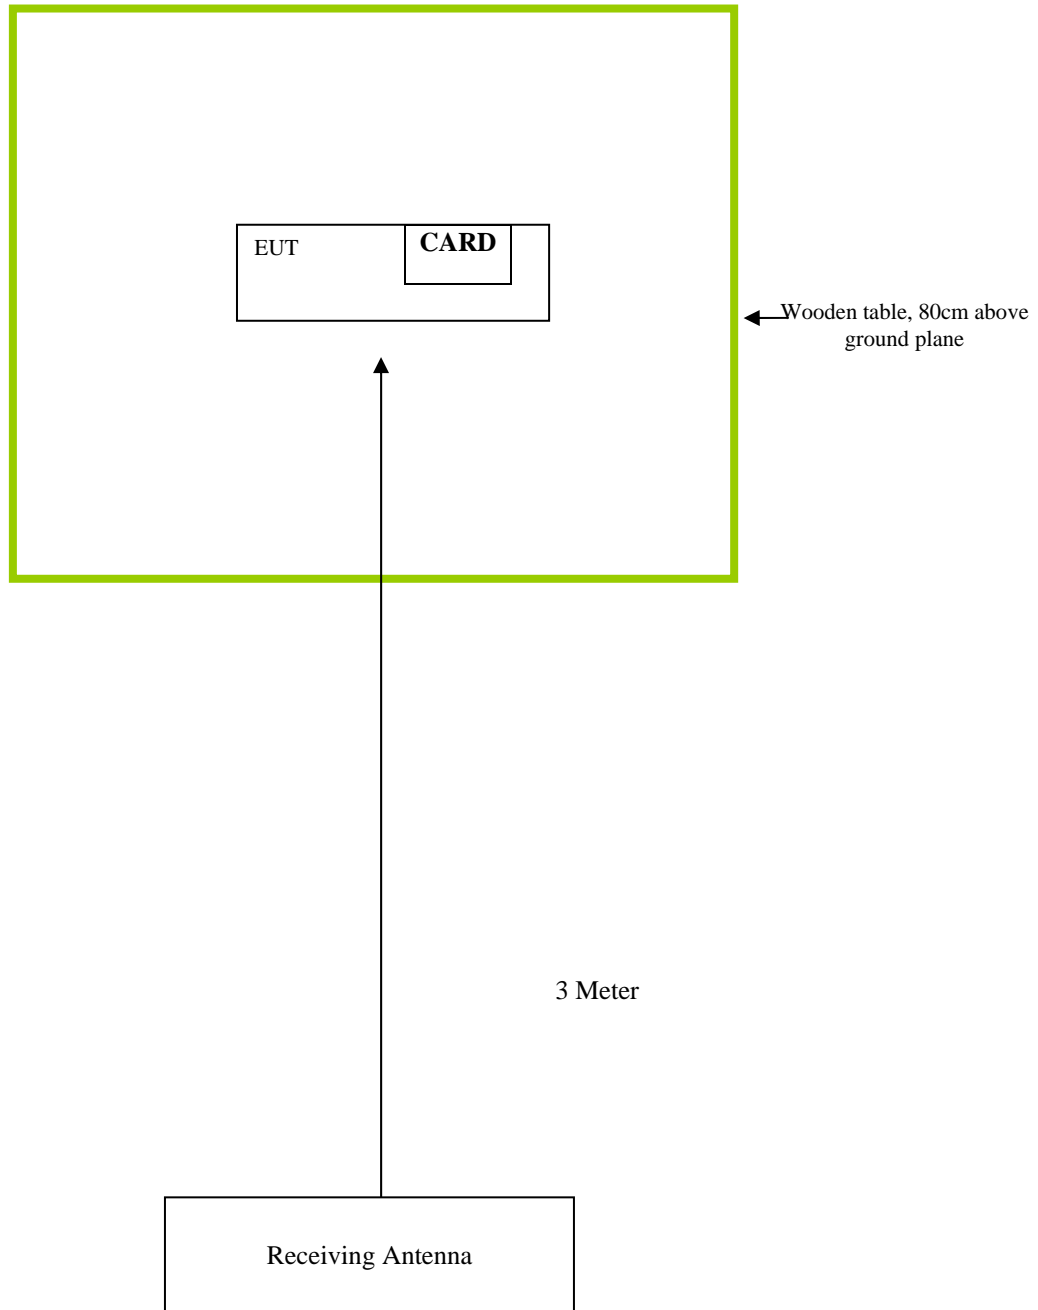 EUT
CARD
Wooden table, 80cm above
ground plane
3 Meter
Receiving Antenna